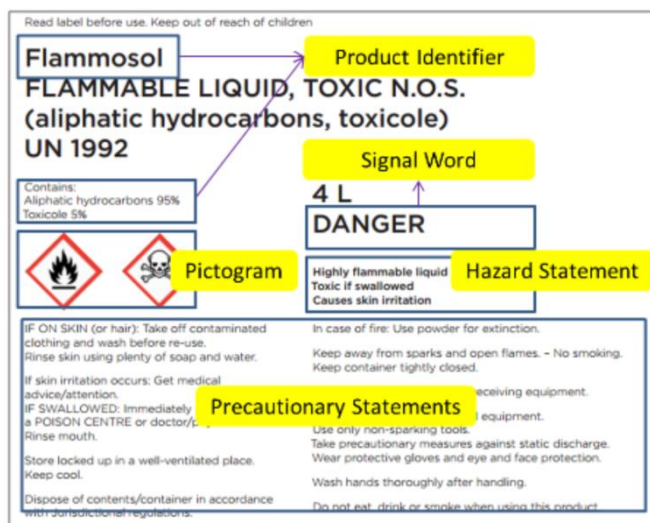 Read label before use. Keep out of reach of children
Flammosol
Product Identifier
FLAMMABLE LIQUID, TOXIC N.O.S.
(aliphatic hydrocarbons, toxicole)
UN 1992
Signal Word
Contains:
Aliphatic hydrocarbons 95%
Toxicole 5%
4 L
DANGER
Pictogram
Highly flammable liquid
Toxic if swallowed
Causes skin irritation
Hazard Statement
IF ON SKIN (or hair): Take off contaminated
clothing and wash before re-use.
Rinse skin using plenty of soap and water.
If skin irritation occurs: Get medical
advice/attention.
IF SWALLOWED: Immediately
a POISON CENTRE or
Rinse mouth.
Store locked up in a well-ventilated place.
Keep cool.
Dispose of contents/container in accordance
with Jurisdictional regulations.
Precautionary Statements
In case of fire: Use powder for extinction.
Keep away from sparks and open flames. – No smoking.
Keep container tightly closed.
receiving equipment.
equipment.
Use only non-sparking tools.
Take precautionary measures against static discharge.
Wear protective gloves and eye and face protection.
Wash hands thoroughly after handling.
Do not eat, drink or smoke when using this product